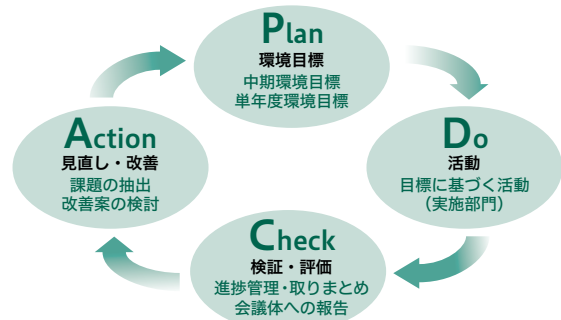 Plan
環境目標
中期環境目標
単年度環境目標
Do
活動
目標に基づく活動
（実施部門）
Check
検証・評価
進捗管理・取りまとめ
会議体への報告
Action
見直し・改善
課題の抽出
改善案の検討